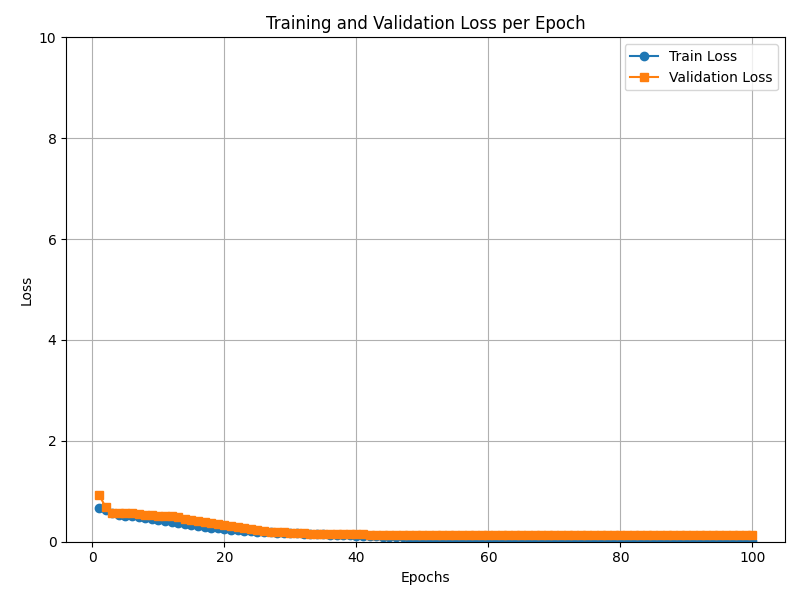 Training and Validation Loss per Epoch
Train Loss
Validation Loss
10
8
6
4
2
0
Loss
0 20 40 60 80 100
Epochs